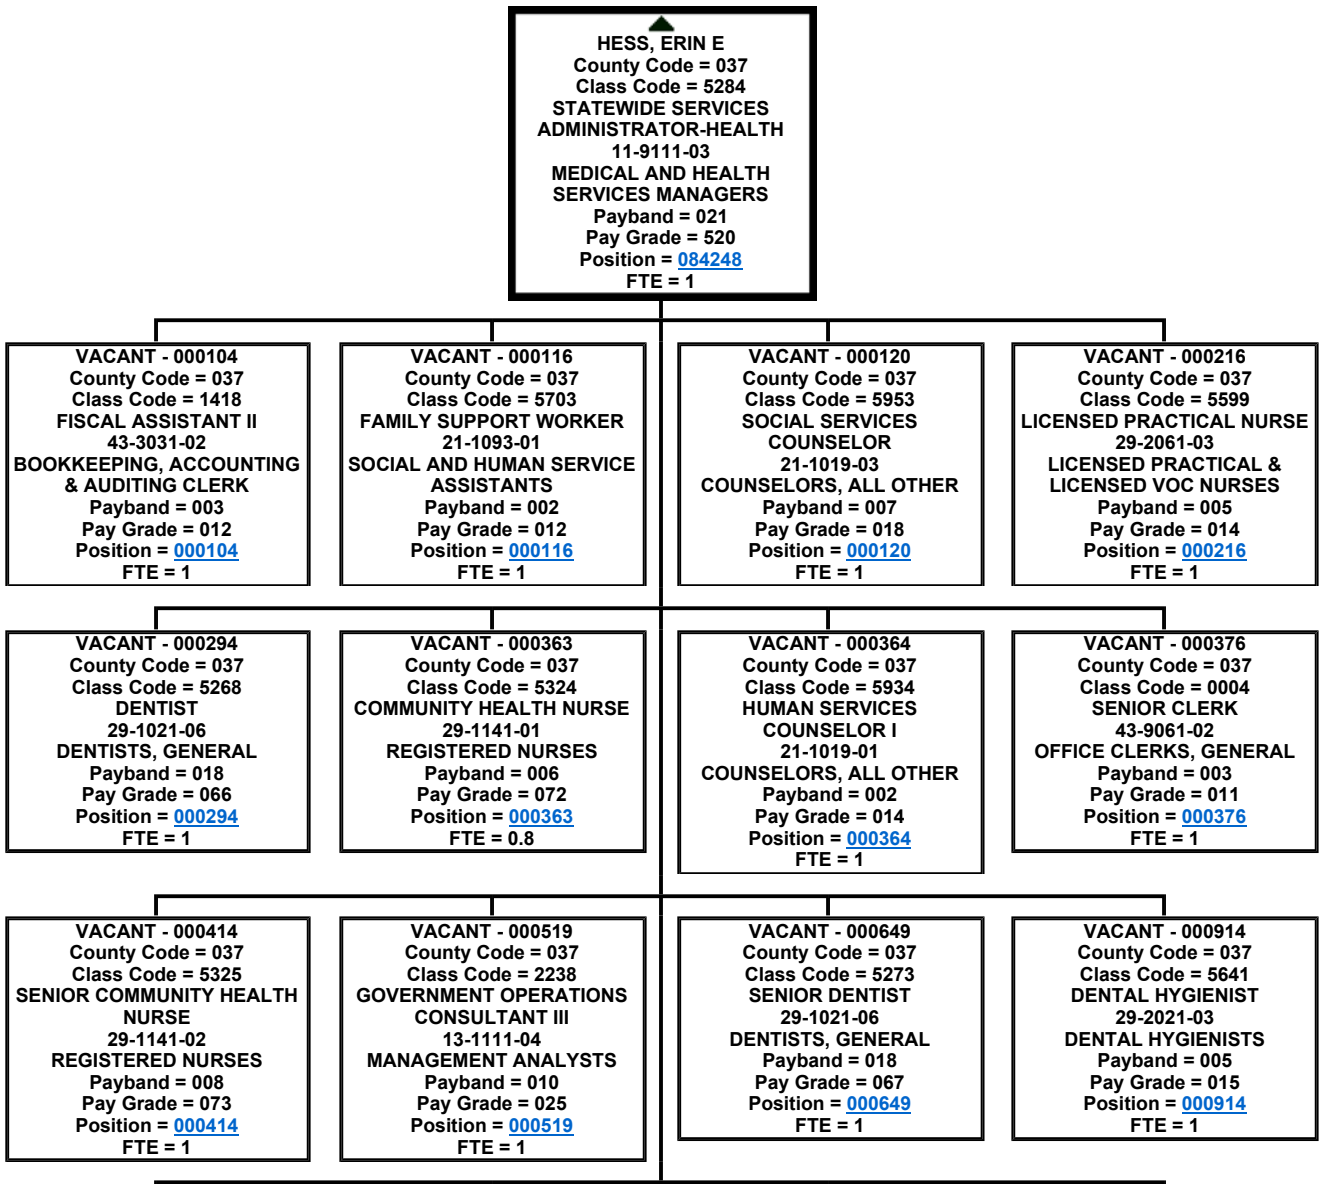 HESS, ERIN E
County Code = 037
Class Code = 5284
STATEWIDE SERVICES
ADMINISTRATOR-HEALTH
11-9111-03
MEDICAL AND HEALTH
SERVICES MANAGERS
Payband = 021
Pay Grade = 520
Position = 084248
FTE = 1
VACANT - 000104
County Code = 037
Class Code = 1418
FISCAL ASSISTANT II
43-3031-02
BOOKKEEPING, ACCOUNTING
& AUDITING CLERK
Payband = 003
Pay Grade = 012
Position = 000104
FTE = 1
VACANT - 000116
County Code = 037
Class Code = 5703
FAMILY SUPPORT WORKER
21-1093-01
SOCIAL AND HUMAN SERVICE
ASSISTANTS
Payband = 002
Pay Grade = 012
Position = 000116
FTE = 1
VACANT - 000120
County Code = 037
Class Code = 5953
SOCIAL SERVICES
COUNSELOR
21-1019-03
COUNSELORS, ALL OTHER
Payband = 007
Pay Grade = 018
Position = 000120
FTE = 1
VACANT - 000216
County Code = 037
Class Code = 5599
LICENSED PRACTICAL NURSE
29-2061-03
LICENSED PRACTICAL &
LICENSED VOC NURSES
Payband = 005
Pay Grade = 014
Position = 000216
FTE = 1
VACANT - 000294
County Code = 037
Class Code = 5268
DENTIST
29-1021-06
DENTISTS, GENERAL
Payband = 018
Pay Grade = 066
Position = 000294
FTE = 1
VACANT - 000363
County Code = 037
Class Code = 5324
COMMUNITY HEALTH NURSE
29-1141-01
REGISTERED NURSES
Payband = 006
Pay Grade = 072
Position = 000363
FTE = 0.8
VACANT - 000364
County Code = 037
Class Code = 5934
HUMAN SERVICES
COUNSELOR I
21-1019-01
COUNSELORS, ALL OTHER
Payband = 002
Pay Grade = 014
Position = 000364
FTE = 1
VACANT - 000376
County Code = 037
Class Code = 0004
SENIOR CLERK
43-9061-02
OFFICE CLERKS, GENERAL
Payband = 003
Pay Grade = 011
Position = 000376
FTE = 1
VACANT - 000414
County Code = 037
Class Code = 5325
SENIOR COMMUNITY HEALTH
NURSE
29-1141-02
REGISTERED NURSES
Payband = 008
Pay Grade = 073
Position = 000414
FTE = 1
VACANT - 000519
County Code = 037
Class Code = 2238
GOVERNMENT OPERATIONS
CONSULTANT III
13-1111-04
MANAGEMENT ANALYSTS
Payband = 010
Pay Grade = 025
Position = 000519
FTE = 1
VACANT - 000649
County Code = 037
Class Code = 5273
SENIOR DENTIST
29-1021-06
DENTISTS, GENERAL
Payband = 018
Pay Grade = 067
Position = 000649
FTE = 1
VACANT - 000914
County Code = 037
Class Code = 5641
DENTAL HYGIENIST
29-2021-03
DENTAL HYGIENISTS
Payband = 005
Pay Grade = 015
Position = 000914
FTE = 1